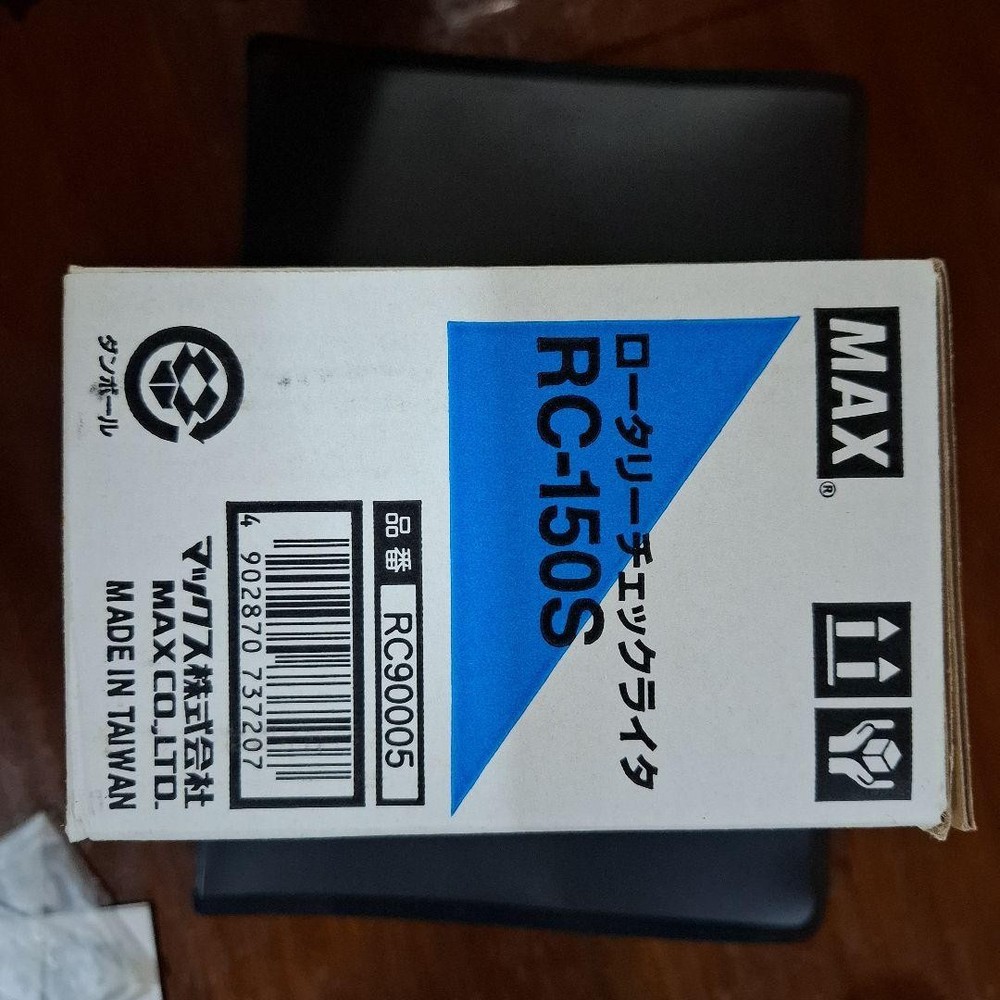 MAX®
ロータリーチェックライタ
RC-150S
品番 RC90005
4 902870 737207
マックス株式会社
MAX CO.,LTD.
MADE IN TAIWAN
ダンボール